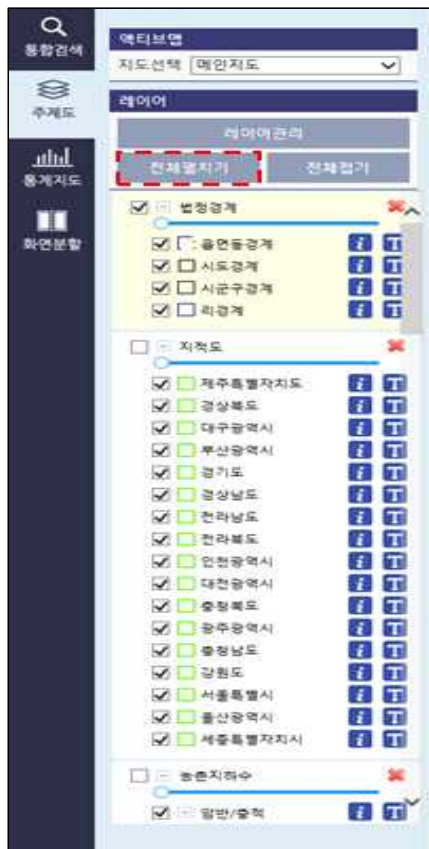 통합검색
주제도
통계지도
화면분할
액티브맵
지도선택 메인지도
레이어
레이어관리
전체펼치기 전체접기
법정경계
읍면동경계
시도경계
시군구경계
리경계
지적도
제주특별자치도
경상북도
대구광역시
부산광역시
경기도
경상남도
전라남도
전라북도
인천광역시
대전광역시
충청북도
광주광역시
충청남도
강원도
서울특별시
울산광역시
세종특별자치시
농촌지하수
암반/충적